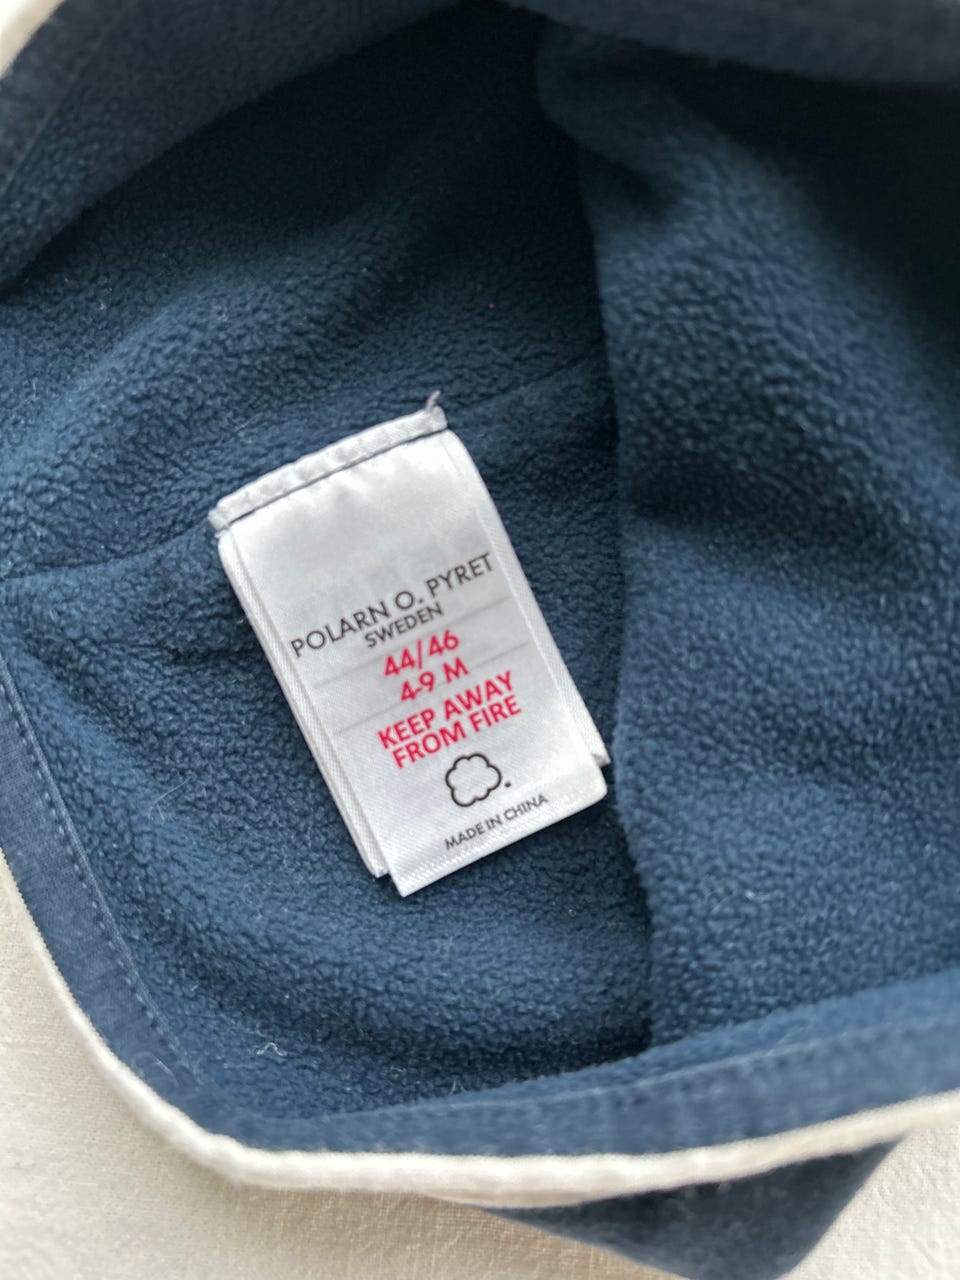 POLARN O. PYRET
SWEDEN
44/46
4-9 M
KEEP AWAY
FROM FIRE
MADE IN CHINA